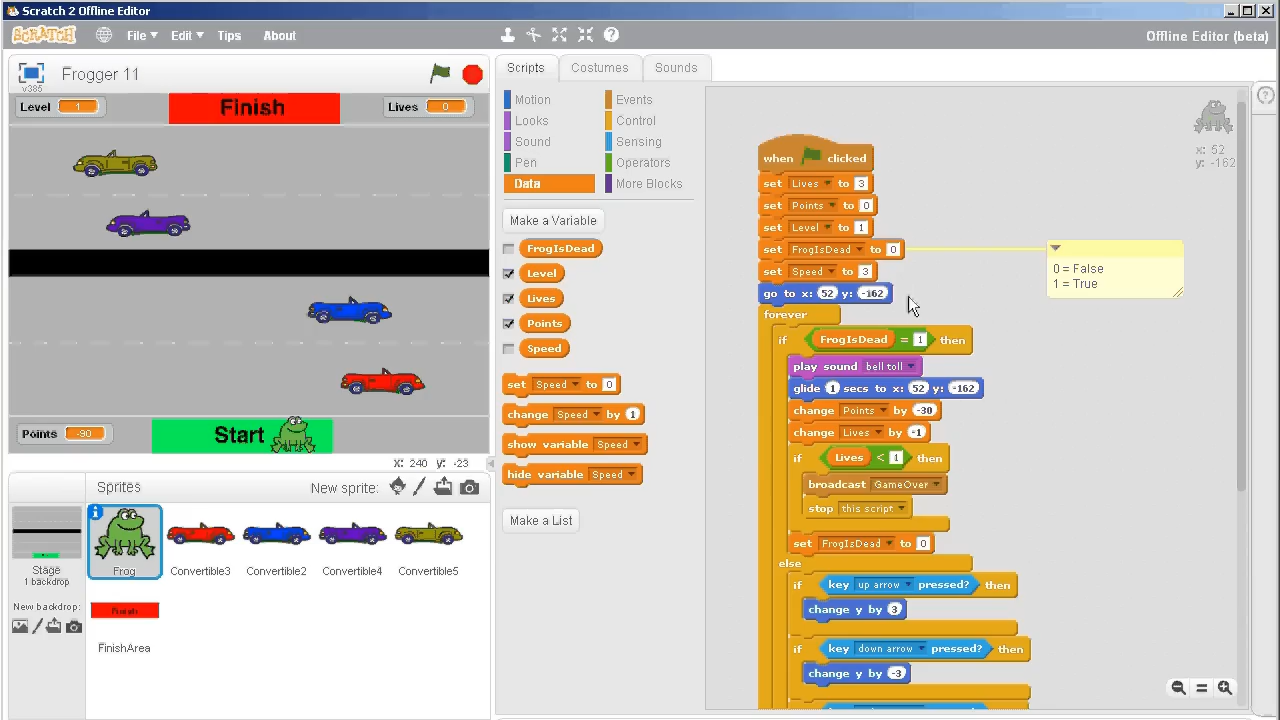 Scratch 2 Offline Editor
SCRATCH File Edit Tips About Offline Editor (beta)
Frogger 11
v385
Level 1
Finish
Lives 0
Points -90
Start
X: 240 y: -23
Sprites New sprite:
Stage
1 backdrop
New backdrop:
Frog
Convertible3
Convertible2
Convertible4
Convertible5
Finish
FinishArea
Scripts Costumes Sounds
Motion Events
Looks Control
Sound Sensing
Pen Operators
Data More Blocks
Make a Variable
FrogIsDead
Level
Lives
Points
Speed
set Speed to 0
change Speed by 1
show variable Speed
hide variable Speed
Make a List
x: 52
y: -162
when clicked
set Lives to 3
set Points to 0
set Level to 1
set FrogIsDead to 0
0 = False
1 = True
set Speed to 3
go to x: 52 y: -162
forever
if FrogIsDead = 1 then
play sound bell toll
glide 1 secs to x: 52 y: -162
change Points by -30
change Lives by -1
if Lives < 1 then
broadcast GameOver
stop this script
set FrogIsDead to 0
else
if key up arrow pressed? then
change y by 3
if key down arrow pressed? then
change y by -3